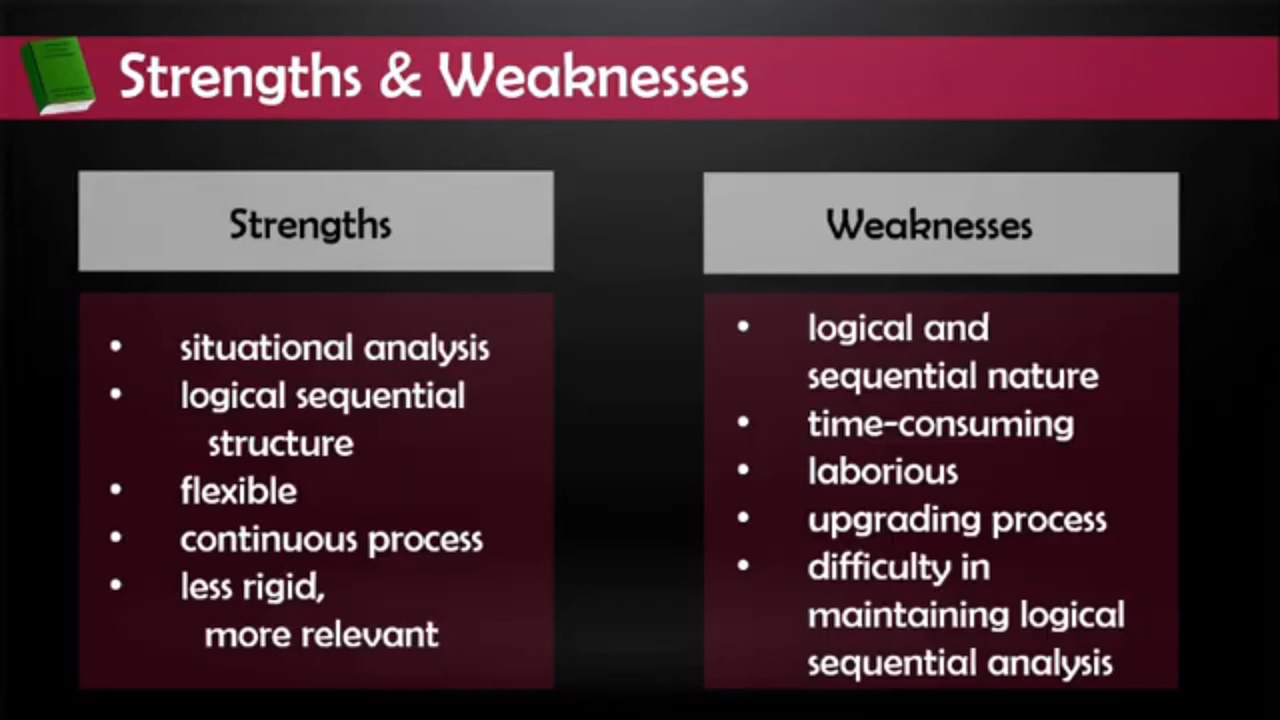 Strengths & Weaknesses
Strengths
• situational analysis
• logical sequential
structure
• flexible
• continuous process
• less rigid,
more relevant
Weaknesses
• logical and
sequential nature
• time-consuming
• laborious
• upgrading process
• difficulty in
maintaining logical
sequential analysis